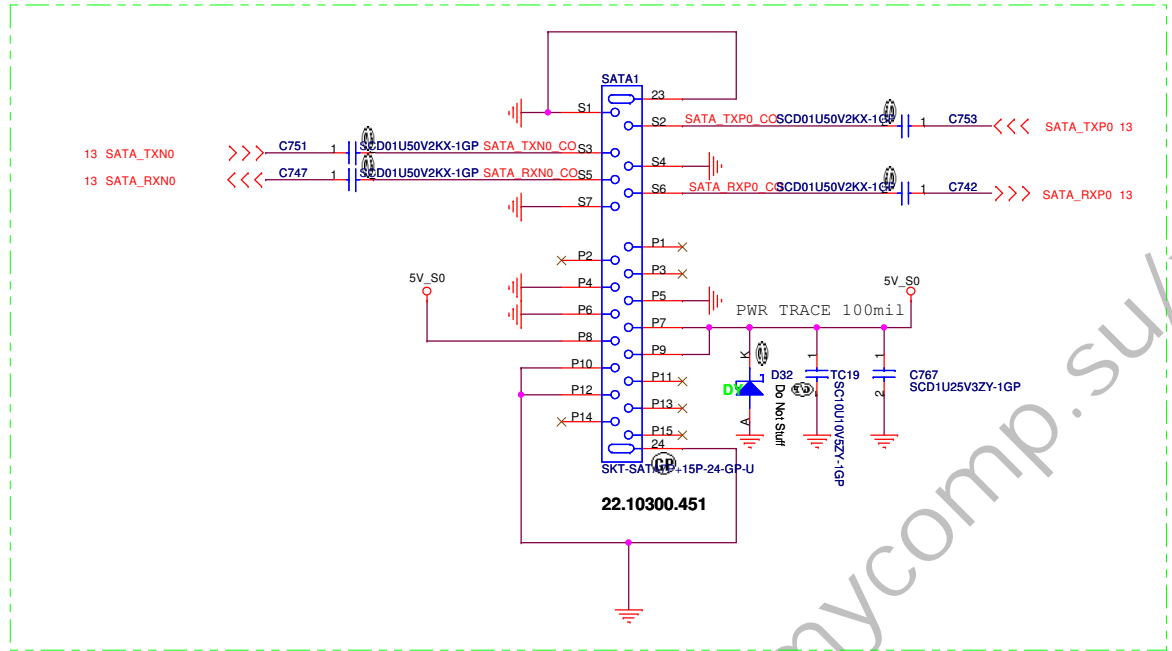 SATA1
23
S1
S2 SATA_TXP0_CO SCD01U50V2KX-1GP 1 C753 SATA_TXP0 13
13 SATA_TXN0 C751 1 SCD01U50V2KX-1GP SATA_TXN0_CO S3
S4
13 SATA_RXN0 C747 1 SCD01U50V2KX-1GP SATA_RXN0_CO S5
S6 SATA_RXP0_CO SCD01U50V2KX-1GP 1 C742 SATA_RXP0 13
S7
P1
P2
P3
5V_S0
P4
5V_S0
P5
PWR TRACE 100mil
P6
P7
P8
P9
K
1
1
P10
P11
D32
TC19
C767
SCD1U25V3ZY-1GP
2
P12
Do Not Stuff
SC10U10V5ZY-1GP
P13
A
P14
P15
24
GP
22.10300.451
mycomp.su/